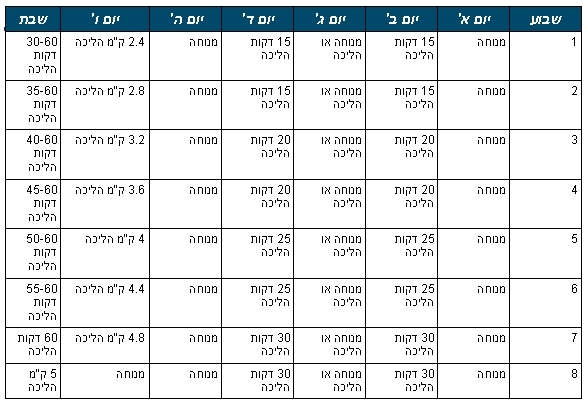 שבוע יום א' יום ב' יום ג' יום ד' יום ה' יום ו' שבת
1 מנוחה 15 דקות מנוחה או 15 דקות מנוחה 2.4 ק"מ הליכה 30-60
הליכה הליכה הליכה דקות
הליכה
2 מנוחה 15 דקות מנוחה או 15 דקות מנוחה 2.8 ק"מ הליכה 35-60
הליכה הליכה הליכה דקות
הליכה
3 מנוחה 20 דקות מנוחה או 20 דקות מנוחה 3.2 ק"מ הליכה 40-60
הליכה הליכה הליכה דקות
הליכה
4 מנוחה 20 דקות מנוחה או 20 דקות מנוחה 3.6 ק"מ הליכה 45-60
הליכה הליכה הליכה דקות
הליכה
5 מנוחה 25 דקות מנוחה או 25 דקות מנוחה 4 ק"מ הליכה 50-60
הליכה הליכה הליכה דקות
הליכה
6 מנוחה 25 דקות מנוחה או 25 דקות מנוחה 4.4 ק"מ הליכה 55-60
הליכה הליכה הליכה דקות
הליכה
7 מנוחה 30 דקות מנוחה או 30 דקות מנוחה 4.8 ק"מ הליכה 60 דקות
הליכה הליכה הליכה הליכה
8 מנוחה 30 דקות מנוחה או 30 דקות מנוחה מנוחה 5 ק"מ
הליכה הליכה הליכה הליכה